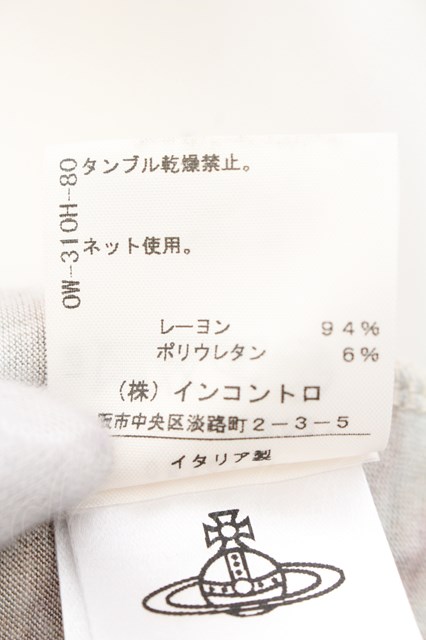 OW-310H-80
タンブル乾燥禁止。
ネット使用。
レーヨン 94%
ポリウレタン 6%
（株）インコントロ
阪市中央区淡路町2－3－5
イタリア製